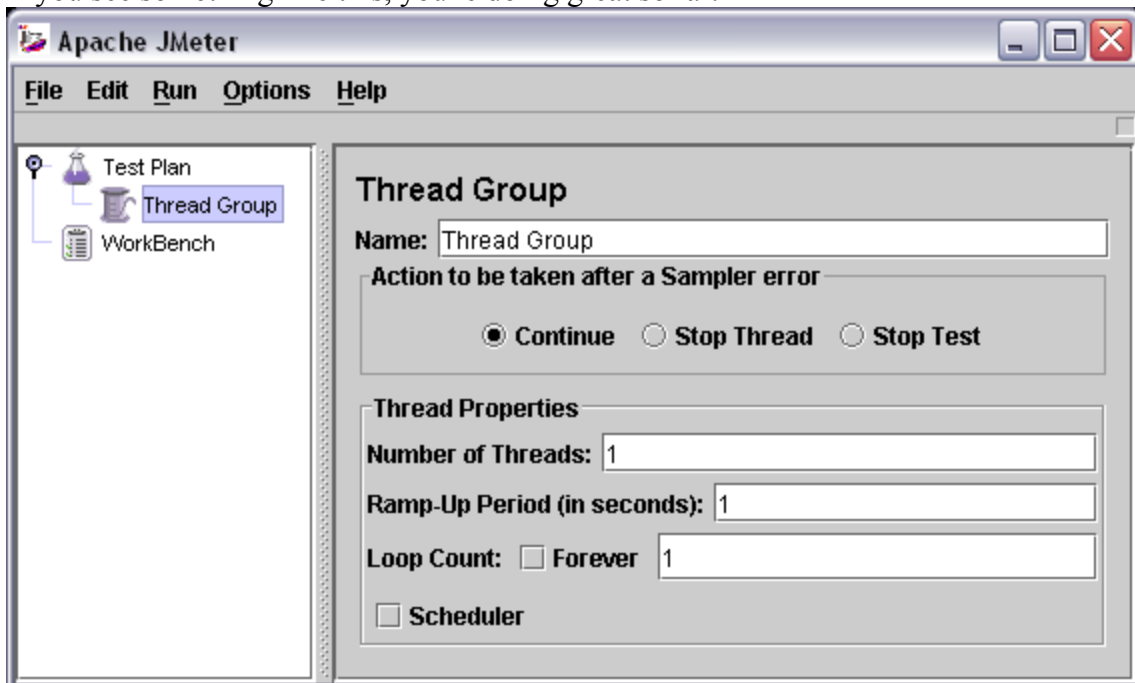 Apache JMeter
File Edit Run Options Help
Test Plan
Thread Group
WorkBench
Thread Group
Name: Thread Group
Action to be taken after a Sampler error
Continue Stop Thread Stop Test
Thread Properties
Number of Threads: 1
Ramp-Up Period (in seconds): 1
Loop Count: Forever 1
Scheduler